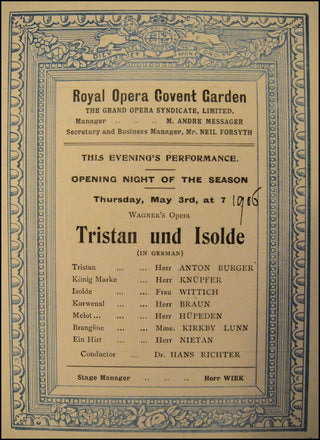 Royal Opera Covent Garden
THE GRAND OPERA SYNDICATE, LIMITED.
Manager .. .. .. M. ANDRE MESSAGER
Secretary and Business Manager, Mr. NEIL FORSYTH
THIS EVENING'S PERFORMANCE.
OPENING NIGHT OF THE SEASON
Thursday, May 3rd, at 7 1906
WAGNER'S Opera
Tristan und Isolde
(IN GERMAN)
Tristan ... ... Herr ANTON BURGER
König Marke ... Herr KNÜPFER
Isolde ... ... Frau WITTICH
Kurwenal ... ... Herr BRAUN
Melot ... ... ... Herr HÜPEDEN
Brangäne ... ... Mme. KIRKBY LUNN
Ein Hirt ... ... Herr NIETAN
Conductor ... Dr. HANS RICHTER
Stage Manager .. .. .. Herr WIRK